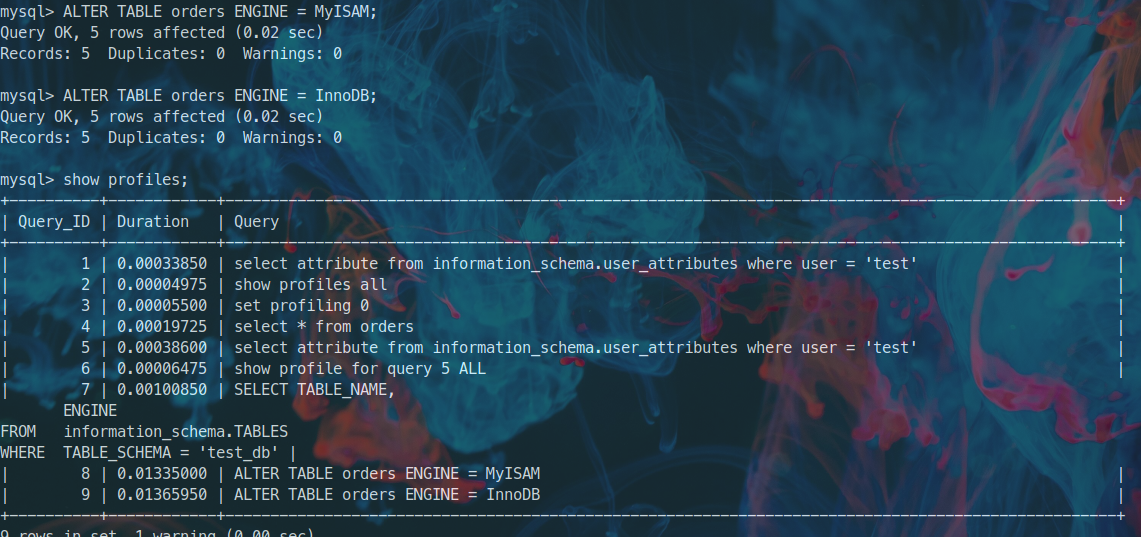 mysql> ALTER TABLE orders ENGINE = MyISAM;
Query OK, 5 rows affected (0.02 sec)
Records: 5  Duplicates: 0  Warnings: 0
mysql> ALTER TABLE orders ENGINE = InnoDB;
Query OK, 5 rows affected (0.02 sec)
Records: 5  Duplicates: 0  Warnings: 0
mysql> show profiles;
+----------+------------+----------------------------------------------------------------------------------------------------+
| Query_ID | Duration   | Query                                                                                              |
+----------+------------+----------------------------------------------------------------------------------------------------+
|        1 | 0.00033850 | select attribute from information_schema.user_attributes where user = 'test'                       |
|        2 | 0.00004975 | show profiles all                                                                                  |
|        3 | 0.00005500 | set profiling 0                                                                                    |
|        4 | 0.00019725 | select * from orders                                                                               |
|        5 | 0.00038600 | select attribute from information_schema.user_attributes where user = 'test'                       |
|        6 | 0.00006475 | show profile for query 5 ALL                                                                       |
|        7 | 0.00100850 | SELECT TABLE_NAME,
       ENGINE
FROM   information_schema.TABLES
WHERE  TABLE_SCHEMA = 'test_db' |
|        8 | 0.01335000 | ALTER TABLE orders ENGINE = MyISAM                                                                 |
|        9 | 0.01365950 | ALTER TABLE orders ENGINE = InnoDB                                                                 |
+----------+------------+----------------------------------------------------------------------------------------------------+
9 rows in set, 1 warning (0.00 sec)